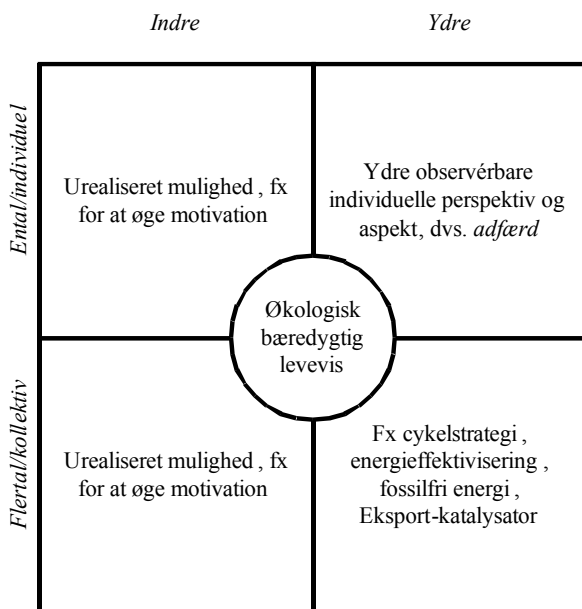 Indre
Ydre
Ental/individuel
Urealiseret mulighed , fx
for at øge motivation
Ydre observérbare
individuelle perspektiv og
aspekt, dvs. adfærd
Økologisk
bæredygtig
levevis
Flertal/kollektiv
Urealiseret mulighed , fx
for at øge motivation
Fx cykelstrategi ,
energieffektivisering ,
fossilfri energi ,
Eksport-katalysator